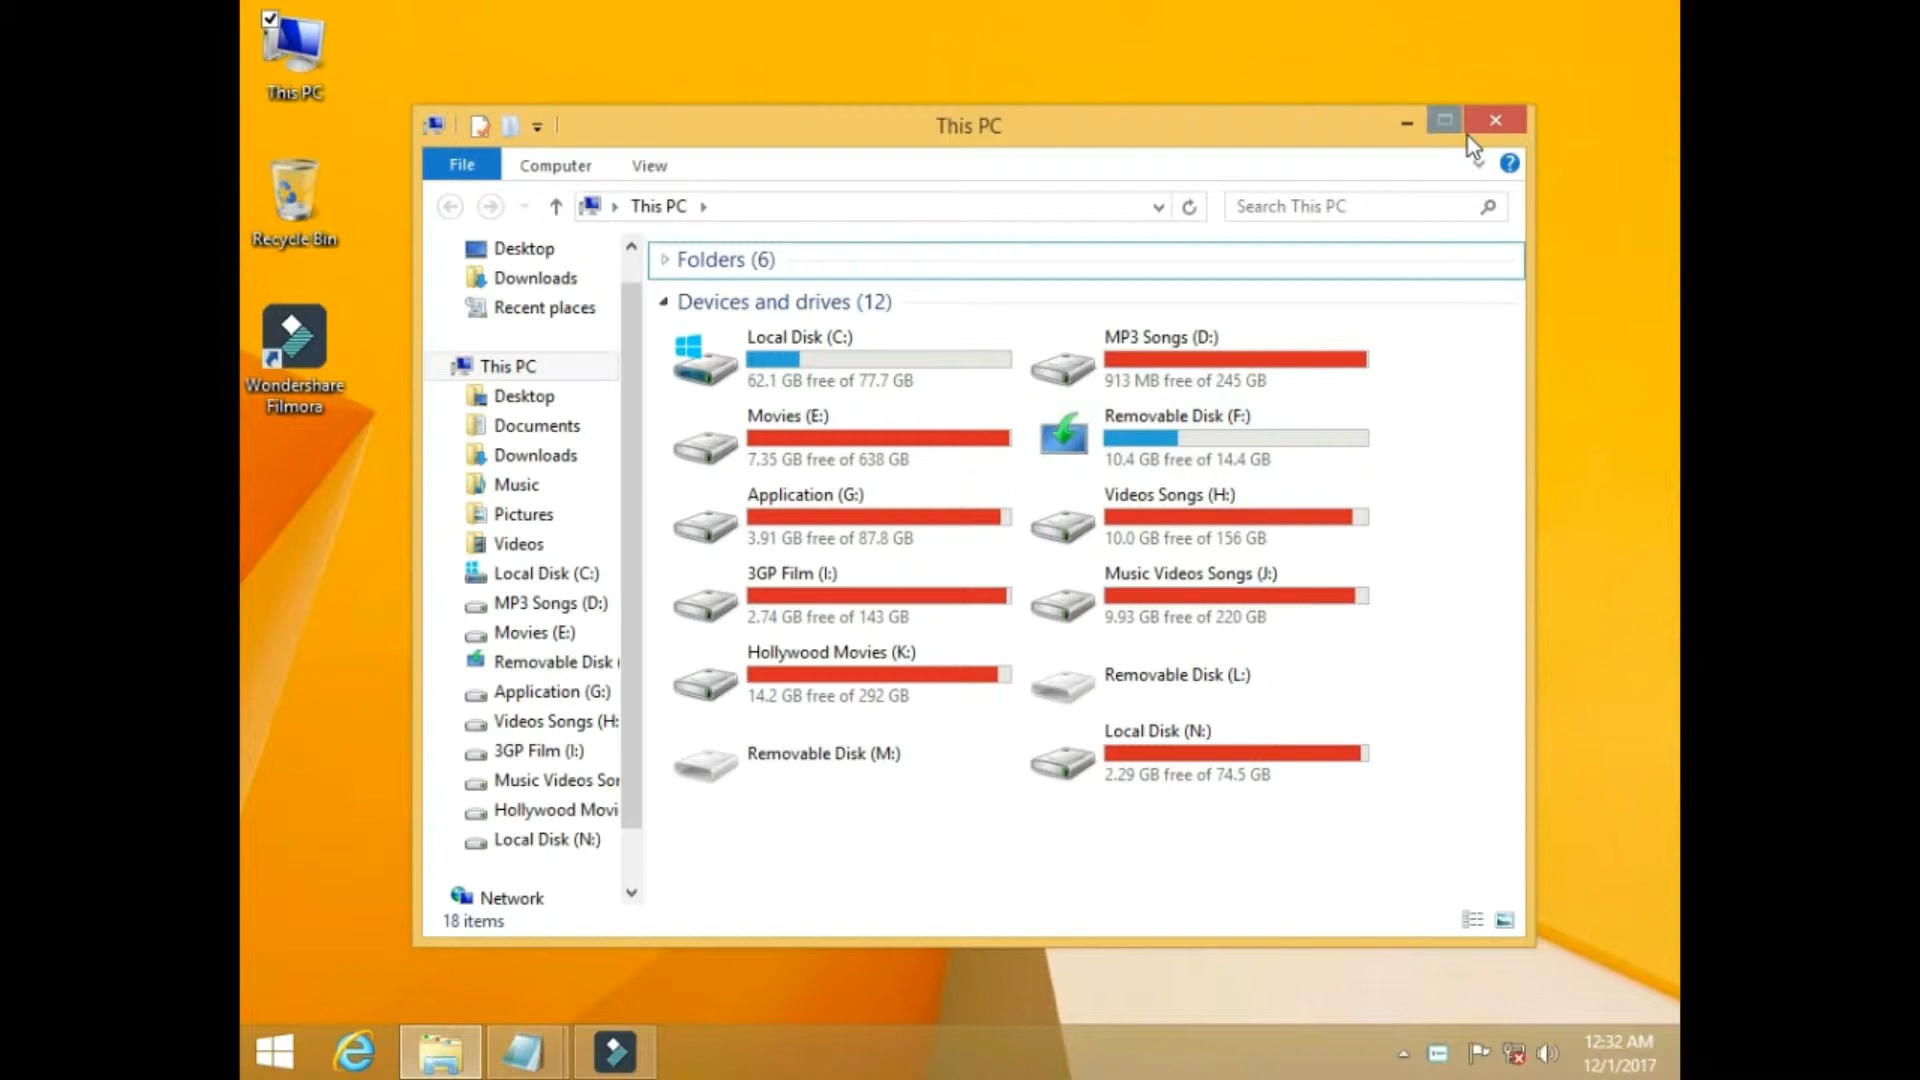 This PC
Recycle Bin
Wondershare
Filmora
This PC
File
Computer
View
This PC
Search This PC
Desktop
Downloads
Recent places
This PC
Desktop
Documents
Downloads
Music
Pictures
Videos
Local Disk (C:)
MP3 Songs (D:)
Movies (E:)
Removable Disk (
Application (G:)
Videos Songs (H:
3GP Film (I:)
Music Videos Sor
Hollywood Movi
Local Disk (N:)
Network
18 items
Folders (6)
Devices and drives (12)
Local Disk (C:)
62.1 GB free of 77.7 GB
MP3 Songs (D:)
913 MB free of 245 GB
Movies (E:)
7.35 GB free of 638 GB
Removable Disk (F:)
10.4 GB free of 14.4 GB
Application (G:)
3.91 GB free of 87.8 GB
Videos Songs (H:)
10.0 GB free of 156 GB
3GP Film (I:)
2.74 GB free of 143 GB
Music Videos Songs (J:)
9.93 GB free of 220 GB
Hollywood Movies (K:)
14.2 GB free of 292 GB
Removable Disk (L:)
Removable Disk (M:)
Local Disk (N:)
2.29 GB free of 74.5 GB
12:32 AM
12/1/2017